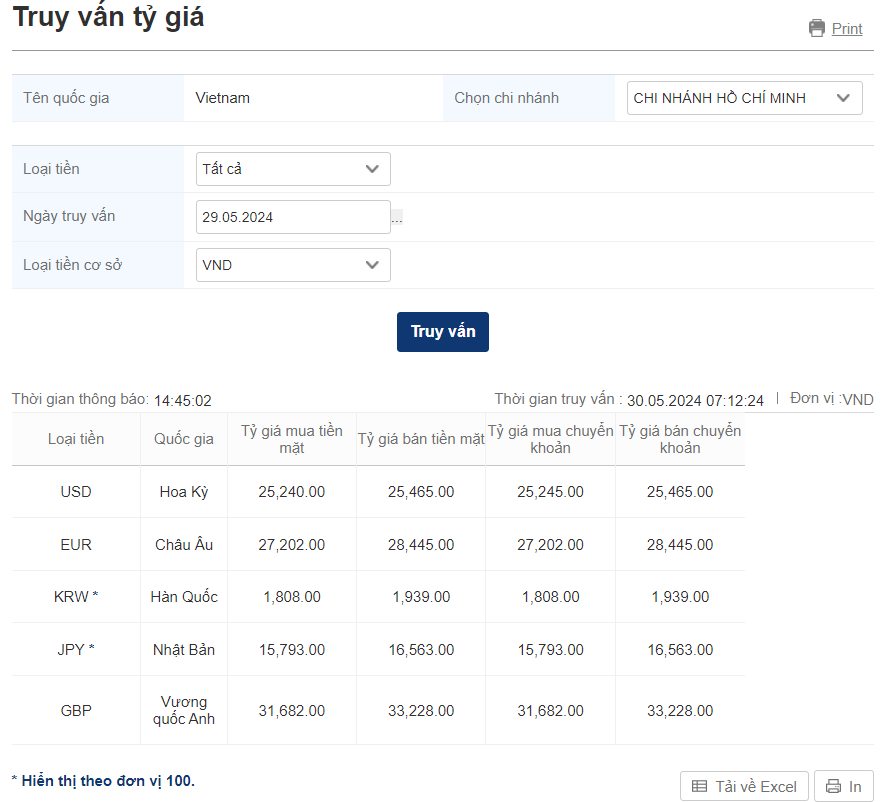 Truy vấn tỷ giá
Print
Tên quốc gia Vietnam Chọn chi nhánh CHI NHÁNH HỒ CHÍ MINH
Loại tiền Tất cả
Ngày truy vấn 29.05.2024 ...
Loại tiền cơ sở VND
Truy vấn
Thời gian thông báo: 14:45:02 Thời gian truy vấn : 30.05.2024 07:12:24 | Đơn vị :VND
Loại tiền Quốc gia Tỷ giá mua tiền mặt Tỷ giá bán tiền mặt Tỷ giá mua chuyển khoản Tỷ giá bán chuyển khoản
USD Hoa Kỳ 25,240.00 25,465.00 25,245.00 25,465.00
EUR Châu Âu 27,202.00 28,445.00 27,202.00 28,445.00
KRW * Hàn Quốc 1,808.00 1,939.00 1,808.00 1,939.00
JPY * Nhật Bản 15,793.00 16,563.00 15,793.00 16,563.00
GBP Vương quốc Anh 31,682.00 33,228.00 31,682.00 33,228.00
* Hiển thị theo đơn vị 100.
Tải về Excel In